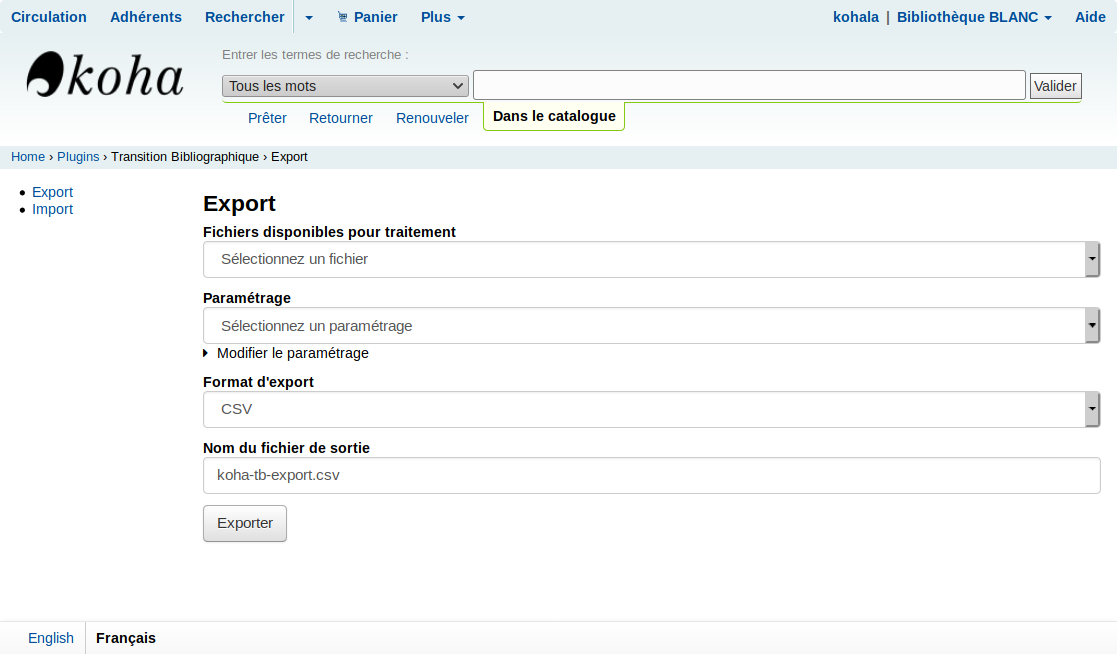 Circulation Adhérents Rechercher Panier Plus kohala | Bibliothèque BLANC Aide
koha
Entrer les termes de recherche :
Tous les mots Valider
Prêter Retourner Renouveler Dans le catalogue
Home › Plugins › Transition Bibliographique › Export
Export
Import
Export
Fichiers disponibles pour traitement
Sélectionnez un fichier
Paramétrage
Sélectionnez un paramétrage
Modifier le paramétrage
Format d'export
CSV
Nom du fichier de sortie
koha-tb-export.csv
Exporter
English Français